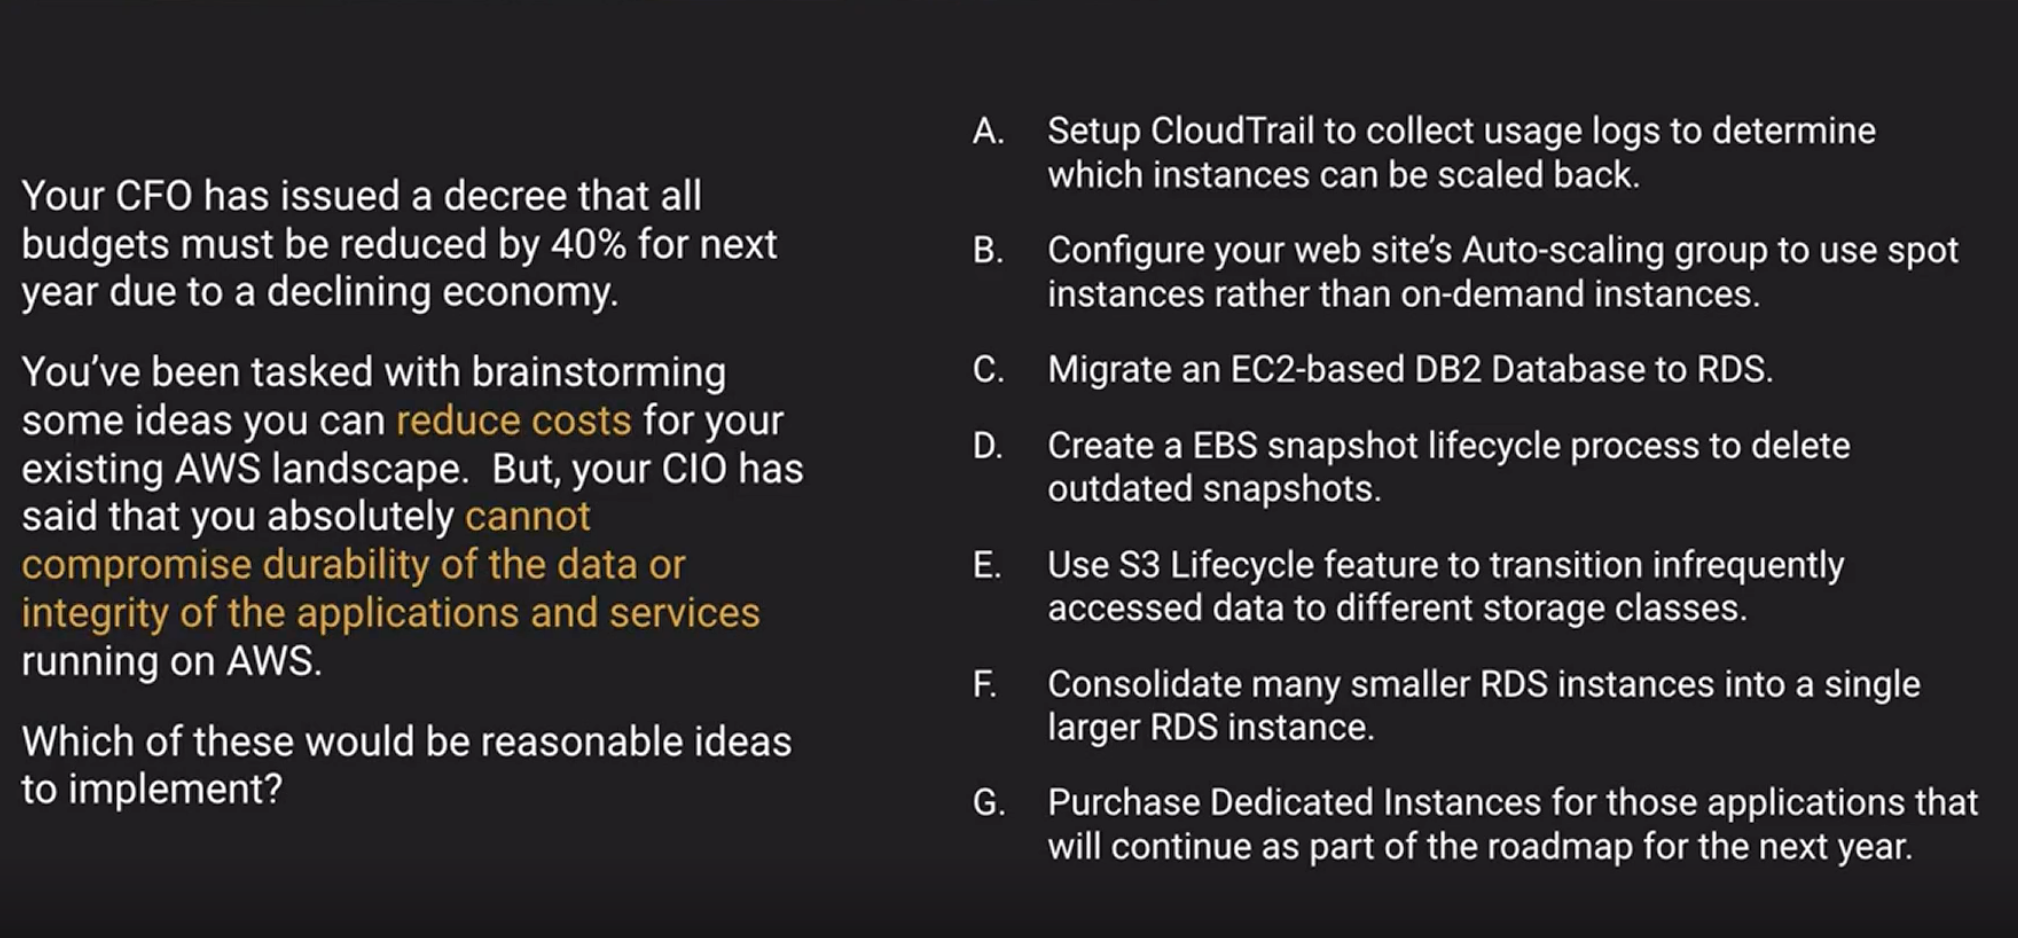 Your CFO has issued a decree that all
budgets must be reduced by 40% for next
year due to a declining economy.
You've been tasked with brainstorming
some ideas you can reduce costs for your
existing AWS landscape. But, your CIO has
said that you absolutely cannot
compromise durability of the data or
integrity of the applications and services
running on AWS.
Which of these would be reasonable ideas
to implement?
A. Setup CloudTrail to collect usage logs to determine
which instances can be scaled back.
B. Configure your web site's Auto-scaling group to use spot
instances rather than on-demand instances.
C. Migrate an EC2-based DB2 Database to RDS.
D. Create a EBS snapshot lifecycle process to delete
outdated snapshots.
E. Use S3 Lifecycle feature to transition infrequently
accessed data to different storage classes.
F. Consolidate many smaller RDS instances into a single
larger RDS instance.
G. Purchase Dedicated Instances for those applications that
will continue as part of the roadmap for the next year.